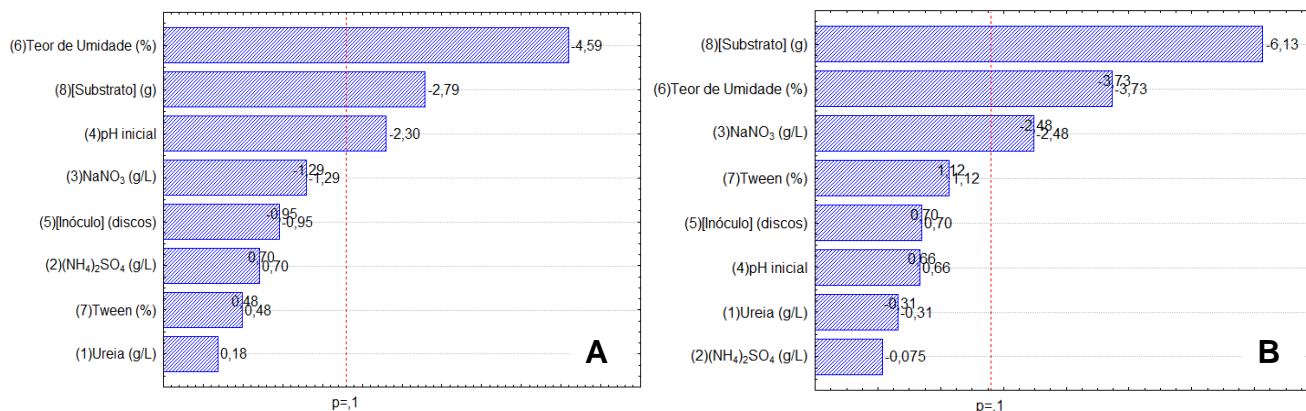 (6)Teor de Umidade (%) -4,59
(8)[Substrato] (g) -2,79
(4)pH inicial -2,30
(3)NaNO₃ (g/L) -1,29 -1,29
(5)[Inóculo] (discos) -0,95 -0,95
(2)(NH₄)₂SO₄ (g/L) 0,70 0,70
(7)Tween (%) 0,48 0,48
(1)Ureia (g/L) 0,18
A
p=,1
(8)[Substrato] (g) -6,13
(6)Teor de Umidade (%) -3,73 -3,73
(3)NaNO₃ (g/L) -2,48 -2,48
(7)Tween (%) 1,12 1,12
(5)[Inóculo] (discos) 0,70 0,70
(4)pH inicial 0,66 0,66
(1)Ureia (g/L) -0,31 -0,31
(2)(NH₄)₂SO₄ (g/L) -0,075
B
p=,1